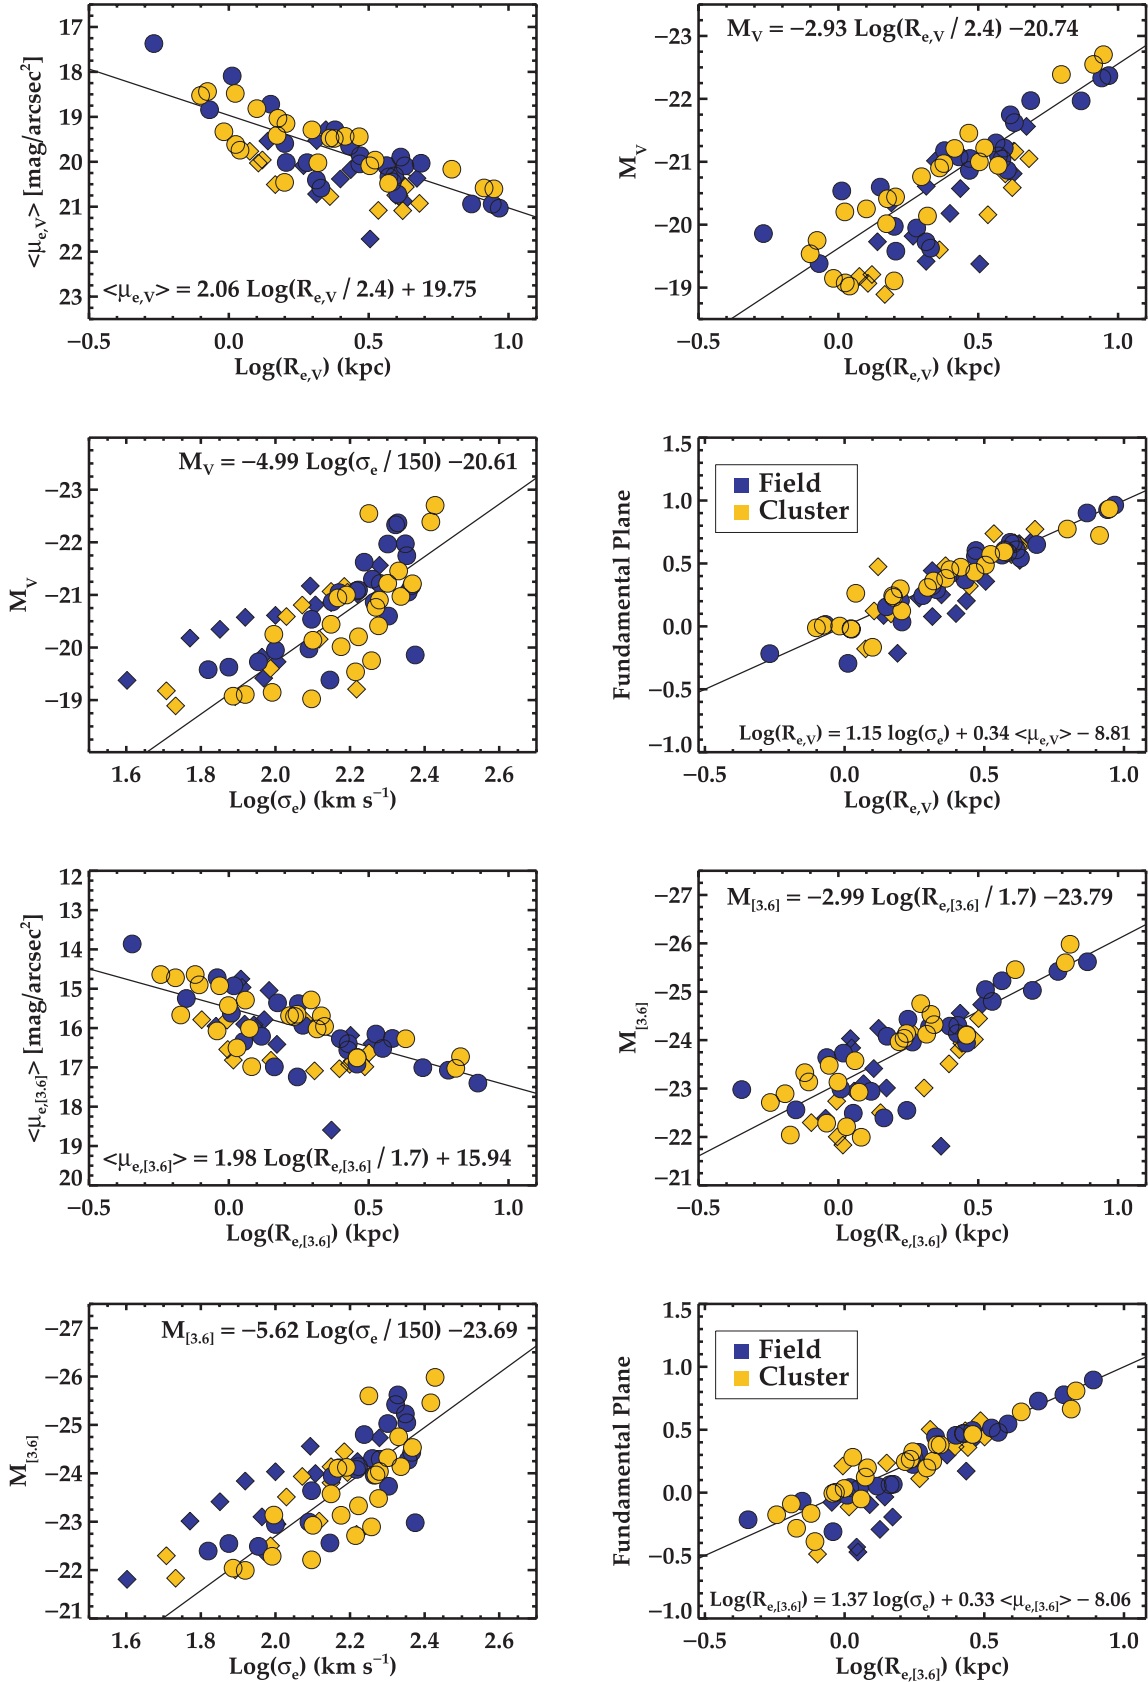 17
18
19
20
21
22
23
<μe,V> [mag/arcsec²]
<μe,V> = 2.06 Log(Re,V / 2.4) + 19.75
−0.5 0.0 0.5 1.0
Log(Re,V) (kpc)
−23
−22
−21
−20
−19
MV
MV = −2.93 Log(Re,V / 2.4) −20.74
−0.5 0.0 0.5 1.0
Log(Re,V) (kpc)
−23
−22
−21
−20
−19
MV
MV = −4.99 Log(σe / 150) −20.61
1.6 1.8 2.0 2.2 2.4 2.6
Log(σe) (km s⁻¹)
1.5
1.0
0.5
0.0
−0.5
−1.0
Fundamental Plane
Field
Cluster
Log(Re,V) = 1.15 log(σe) + 0.34 <μe,V> − 8.81
−0.5 0.0 0.5 1.0
Log(Re,V) (kpc)
12
13
14
15
16
17
18
19
20
<μe,[3.6]> [mag/arcsec²]
<μe,[3.6]> = 1.98 Log(Re,[3.6] / 1.7) + 15.94
−0.5 0.0 0.5 1.0
Log(Re,[3.6]) (kpc)
−27
−26
−25
−24
−23
−22
−21
M[3.6]
M[3.6] = −2.99 Log(Re,[3.6] / 1.7) −23.79
−0.5 0.0 0.5 1.0
Log(Re,[3.6]) (kpc)
−27
−26
−25
−24
−23
−22
−21
M[3.6]
M[3.6] = −5.62 Log(σe / 150) −23.69
1.6 1.8 2.0 2.2 2.4 2.6
Log(σe) (km s⁻¹)
1.5
1.0
0.5
0.0
−0.5
−1.0
Fundamental Plane
Field
Cluster
Log(Re,[3.6]) = 1.37 log(σe) + 0.33 <μe,[3.6]> − 8.06
−0.5 0.0 0.5 1.0
Log(Re,[3.6]) (kpc)